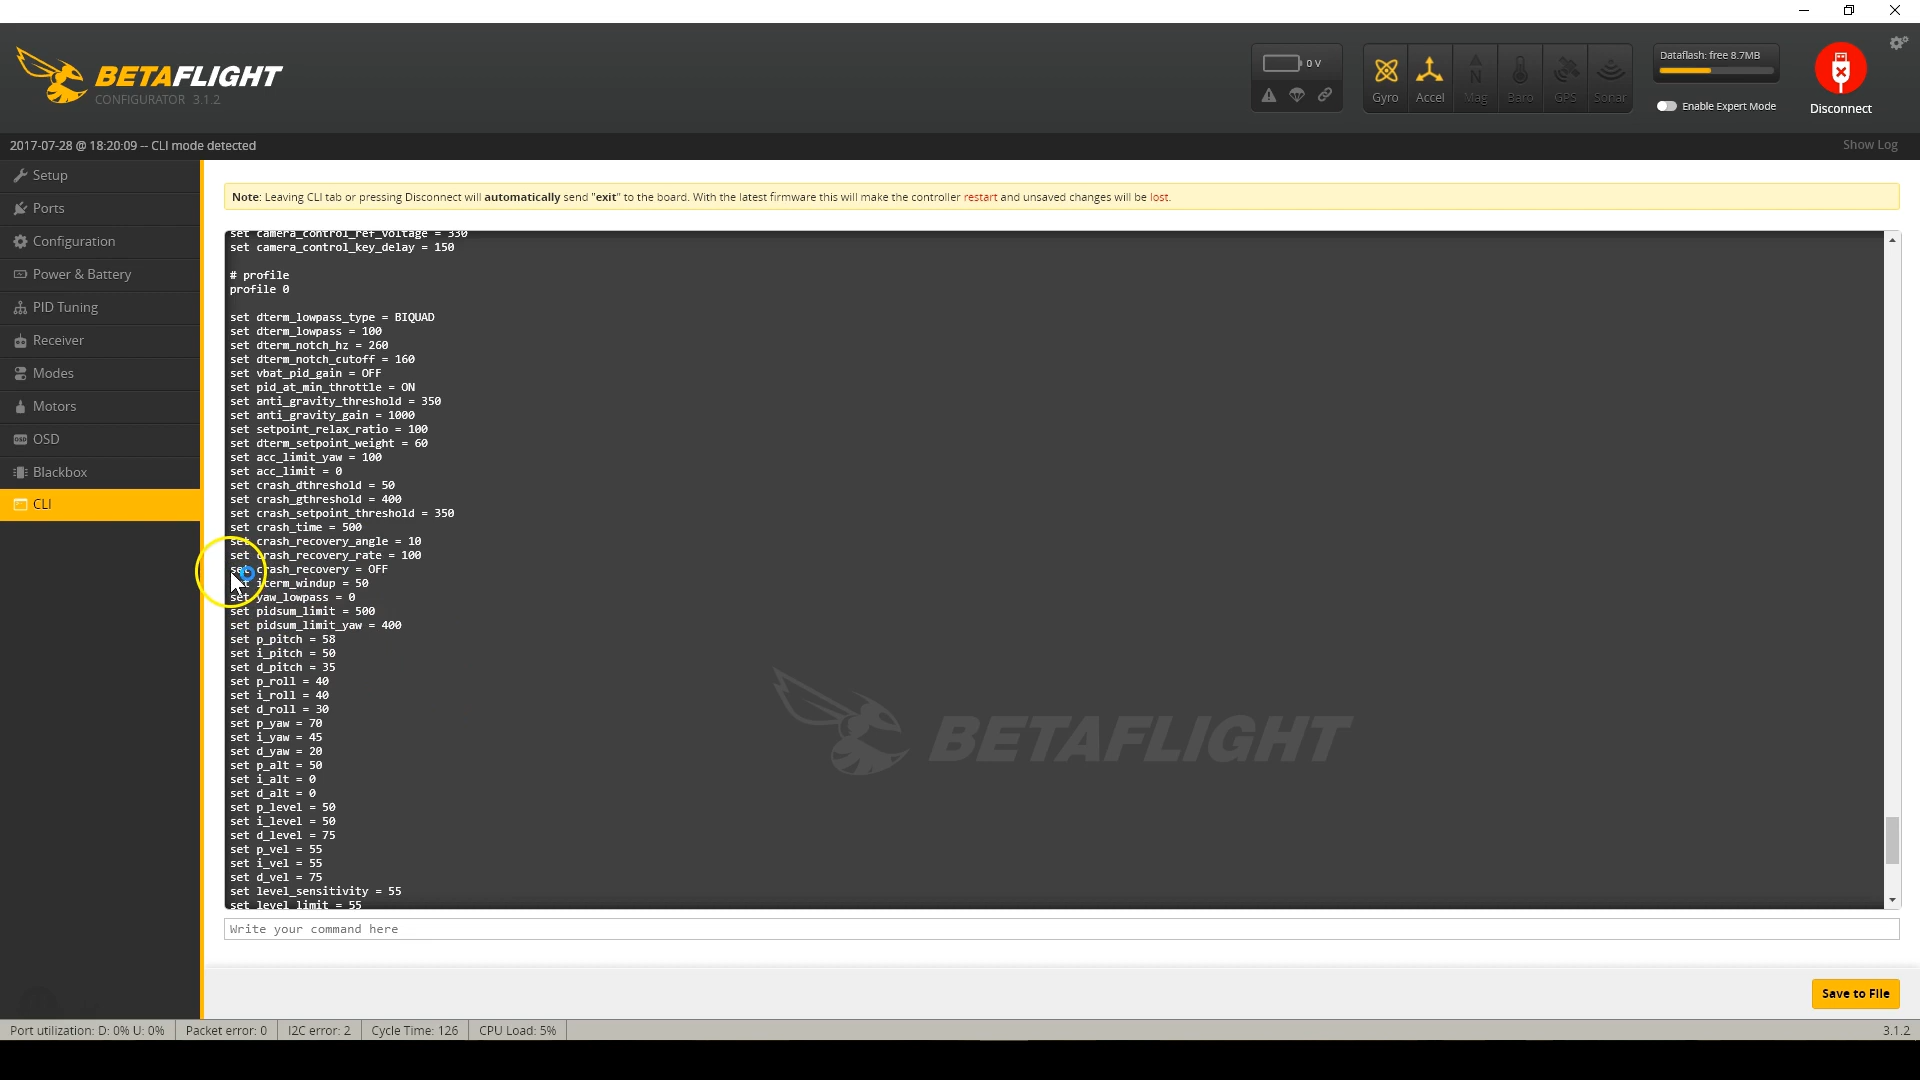 BETAFLIGHT
CONFIGURATOR 3.1.2
0 V
Gyro
Accel
Mag
Baro
GPS
Sonar
Dataflash: free 8.7MB
Enable Expert Mode
Disconnect
2017-07-28 @ 18:20:09 -- CLI mode detected
Show Log
Setup
Ports
Configuration
Power & Battery
PID Tuning
Receiver
Modes
Motors
OSD
Blackbox
CLI
Note: Leaving CLI tab or pressing Disconnect will automatically send "exit" to the board. With the latest firmware this will make the controller restart and unsaved changes will be lost.
set camera_control_ref_voltage = 330
set camera_control_key_delay = 150
# profile
profile 0
set dterm_lowpass_type = BIQUAD
set dterm_lowpass = 100
set dterm_notch_hz = 260
set dterm_notch_cutoff = 160
set vbat_pid_gain = OFF
set pid_at_min_throttle = ON
set anti_gravity_threshold = 350
set anti_gravity_gain = 1000
set setpoint_relax_ratio = 100
set dterm_setpoint_weight = 60
set acc_limit_yaw = 100
set acc_limit = 0
set crash_dthreshold = 50
set crash_gthreshold = 400
set crash_setpoint_threshold = 350
set crash_time = 500
set crash_recovery_angle = 10
set crash_recovery_rate = 100
set crash_recovery = OFF
set iterm_windup = 50
set yaw_lowpass = 0
set pidsum_limit = 500
set pidsum_limit_yaw = 400
set p_pitch = 58
set i_pitch = 50
set d_pitch = 35
set p_roll = 40
set i_roll = 40
set d_roll = 30
set p_yaw = 70
set i_yaw = 45
set d_yaw = 20
set p_alt = 50
set i_alt = 0
set d_alt = 0
set p_level = 50
set i_level = 50
set d_level = 75
set p_vel = 55
set i_vel = 55
set d_vel = 75
set level_sensitivity = 55
set level_limit = 55
BETAFLIGHT
Write your command here
Save to File
Port utilization: D: 0% U: 0%
Packet error: 0
I2C error: 2
Cycle Time: 126
CPU Load: 5%
3.1.2